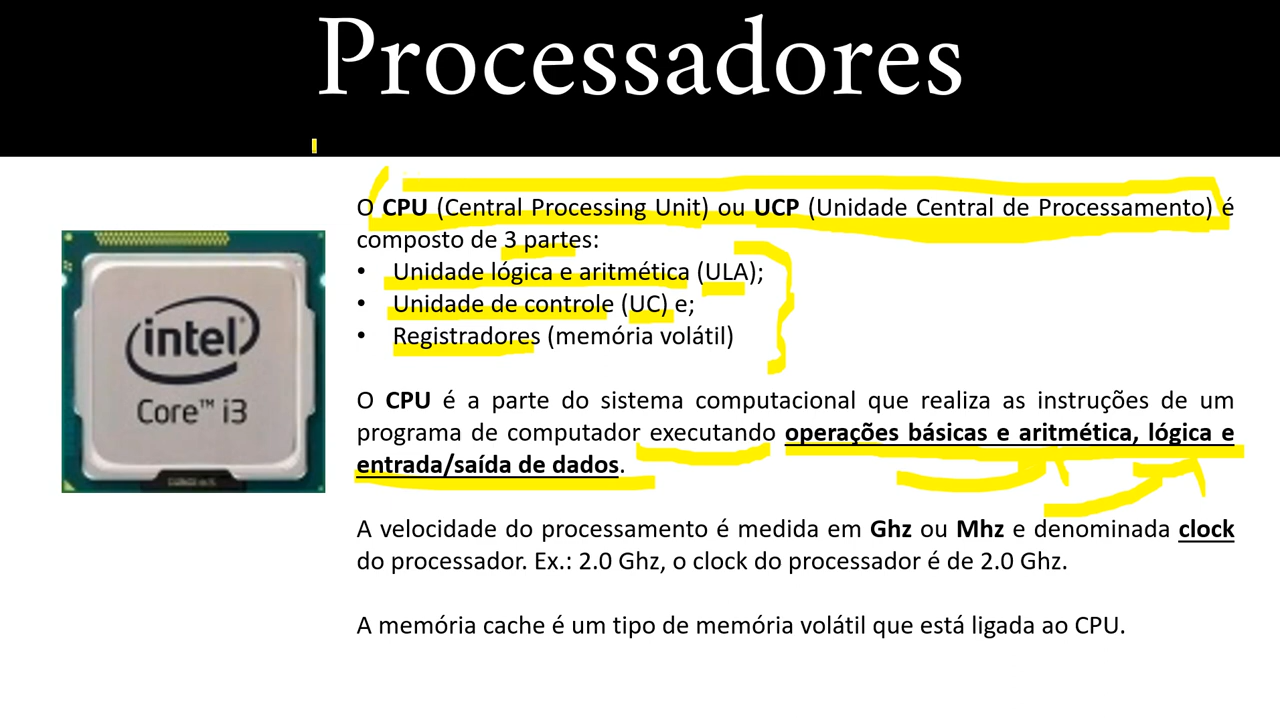 Processadores
O CPU (Central Processing Unit) ou UCP (Unidade Central de Processamento) é
composto de 3 partes:
• Unidade lógica e aritmética (ULA);
• Unidade de controle (UC) e;
• Registradores (memória volátil)
intel®
Core™ i3
O CPU é a parte do sistema computacional que realiza as instruções de um
programa de computador executando operações básicas e aritmética, lógica e
entrada/saída de dados.
A velocidade do processamento é medida em Ghz ou Mhz e denominada clock
do processador. Ex.: 2.0 Ghz, o clock do processador é de 2.0 Ghz.
A memória cache é um tipo de memória volátil que está ligada ao CPU.